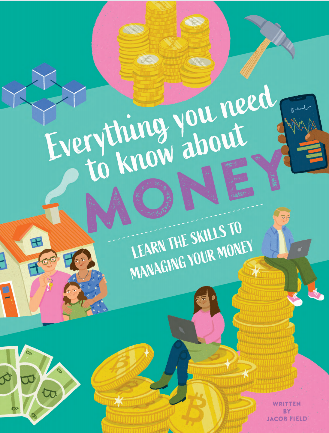 Everything you need
to know about
MONEY
LEARN THE SKILLS TO
MANAGING YOUR MONEY
WRITTEN
BY
JACOB FIELD